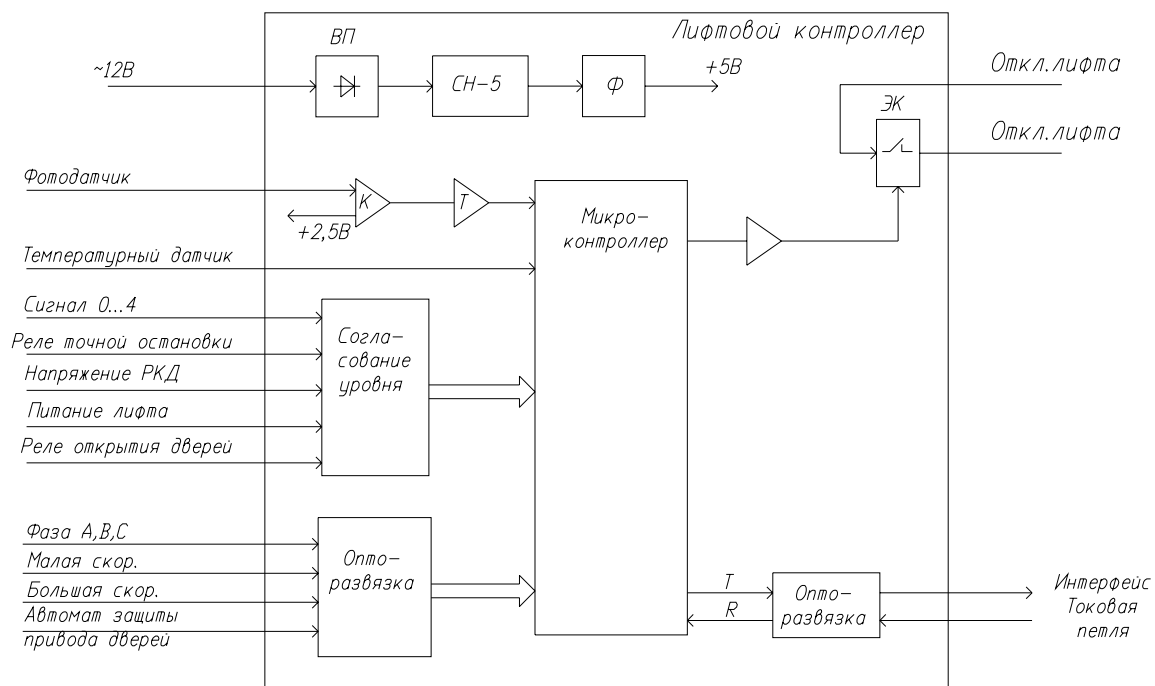 Лифтовой контроллер
ВП
~12В
СН-5
Ф
+5В
Откл.лифта
ЭК
Откл.лифта
Фотодатчик
К
Т
+2,5В
Микро-
контроллер
Температурный датчик
Сигнал 0...4
Реле точной остановки
Напряжение РКД
Питание лифта
Реле открытия дверей
Согла-
сование
уровня
Фаза А,В,С
Малая скор.
Большая скор.
Автомат защиты
привода дверей
Опто-
развязка
T
R
Опто-
развязка
Интерфейс
Токовая
петля